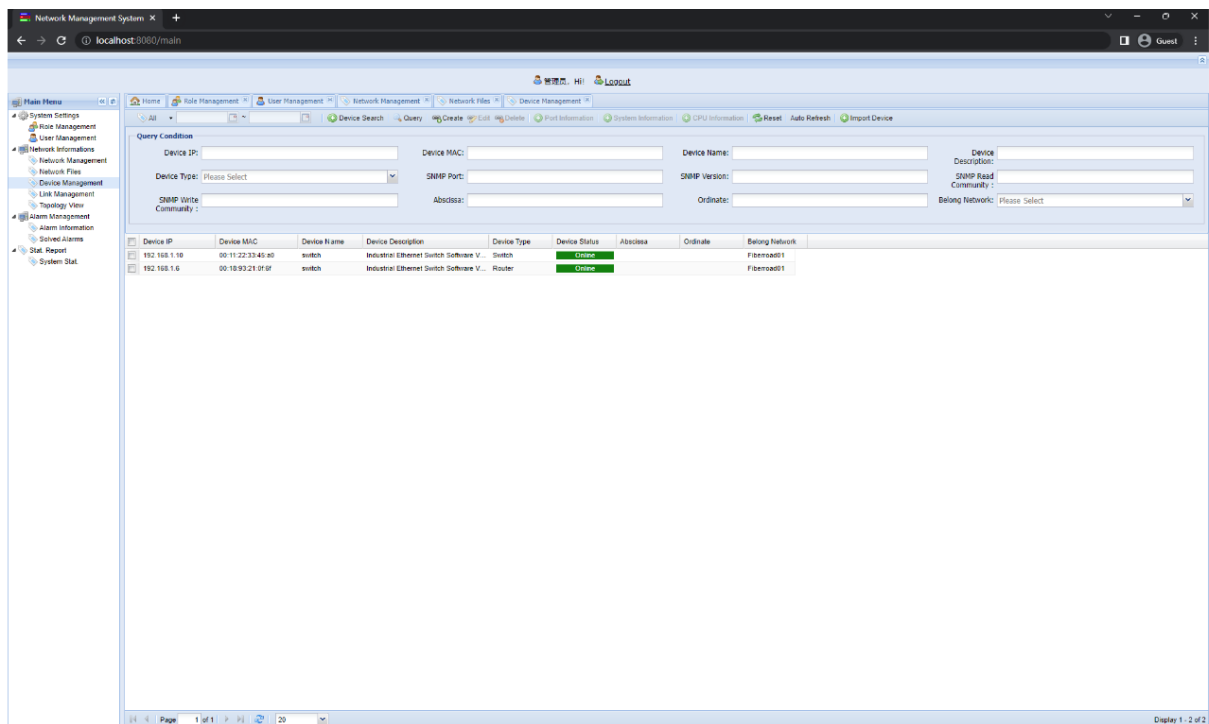 Network Management System
localhost:8080/main
Guest
管理员, Hi! Logout
Main Menu
System Settings
Role Management
User Management
Network Informations
Network Management
Network Files
Device Management
Link Management
Topology View
Alarm Management
Alarm Information
Solved Alarms
Stat. Report
System Stat.
Home Role Management User Management Network Management Network Files Device Management
All ~ Device Search Query Create Edit Delete Port Information System Information CPU Information Reset Auto Refresh Import Device
Query Condition
Device IP: Device MAC: Device Name: Device Description:
Device Type: Please Select SNMP Port: SNMP Version: SNMP Read Community :
SNMP Write Community : Abscissa: Ordinate: Belong Network: Please Select
Device IP Device MAC Device Name Device Description Device Type Device Status Abscissa Ordinate Belong Network
192.168.1.10 00:11:22:33:45:a0 switch Industrial Ethernet Switch Software V... Switch Online Fiberroad01
192.168.1.6 00:18:93:21:0f:6f switch Industrial Ethernet Switch Software V... Router Online Fiberroad01
Page 1 of 1 20 Display 1 - 2 of 2